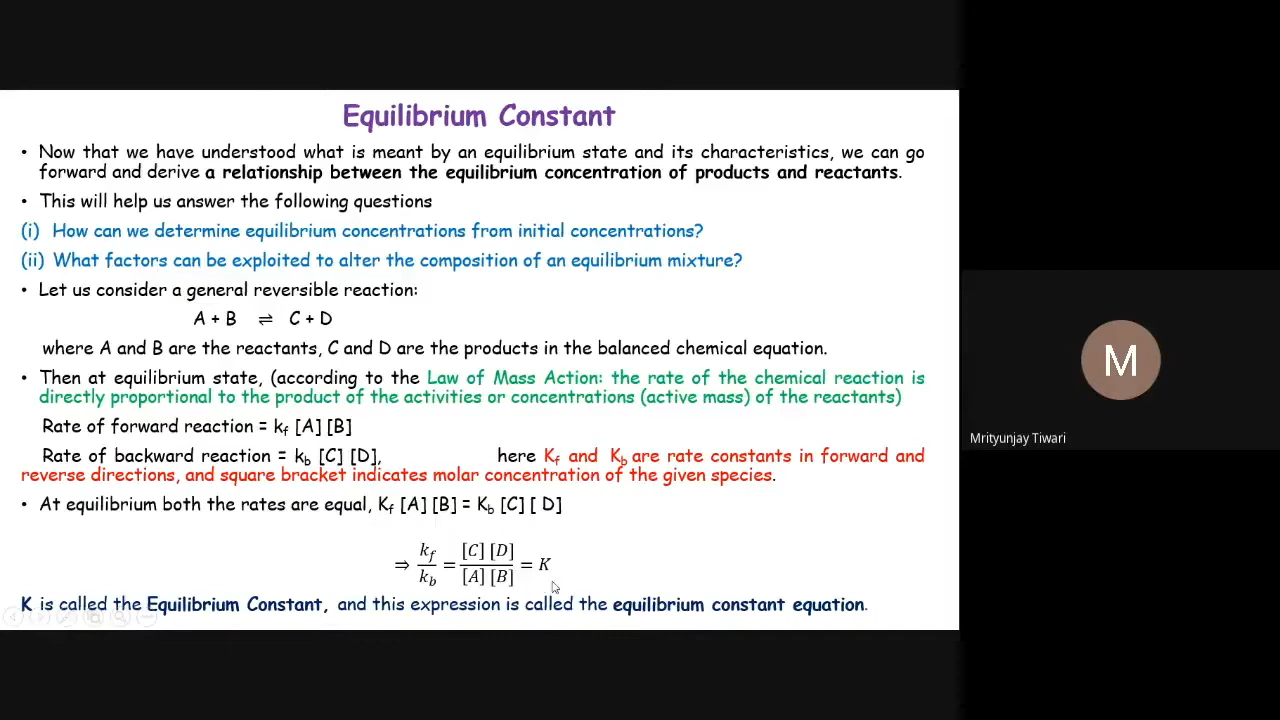 Equilibrium Constant
• Now that we have understood what is meant by an equilibrium state and its characteristics, we can go
forward and derive a relationship between the equilibrium concentration of products and reactants.
• This will help us answer the following questions
(i) How can we determine equilibrium concentrations from initial concentrations?
(ii) What factors can be exploited to alter the composition of an equilibrium mixture?
• Let us consider a general reversible reaction:
A + B ⇌ C + D
where A and B are the reactants, C and D are the products in the balanced chemical equation.
• Then at equilibrium state, (according to the Law of Mass Action: the rate of the chemical reaction is
directly proportional to the product of the activities or concentrations (active mass) of the reactants)
Rate of forward reaction = k_f [A] [B]
Rate of backward reaction = k_b [C] [D], here K_f and K_b are rate constants in forward and
reverse directions, and square bracket indicates molar concentration of the given species.
• At equilibrium both the rates are equal, K_f [A] [B] = K_b [C] [ D]
⇒ k_f / k_b = [C] [D] / [A] [B] = K
K is called the Equilibrium Constant, and this expression is called the equilibrium constant equation.
M
Mrityunjay Tiwari